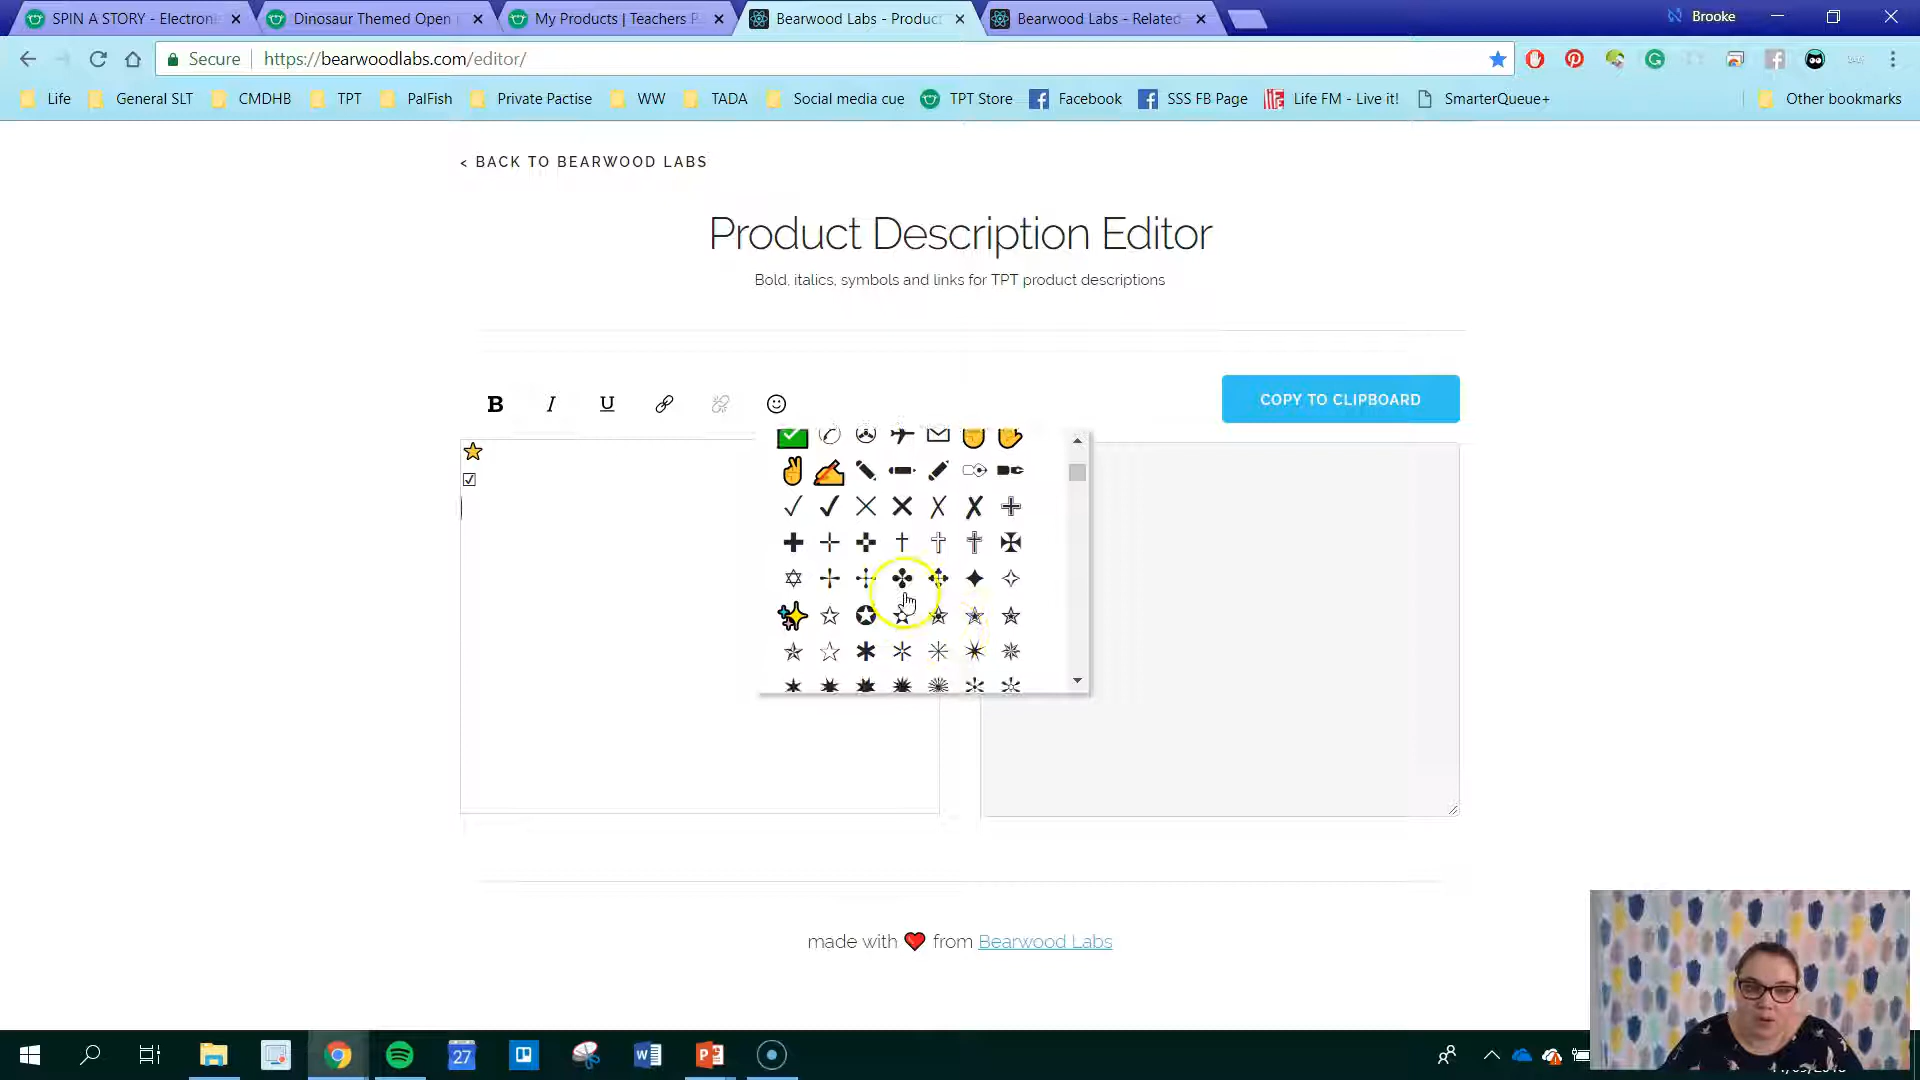 SPIN A STORY - Electroni
Dinosaur Themed Open
My Products | Teachers P
Bearwood Labs - Product
Bearwood Labs - Related
Brooke
Secure
https://bearwoodlabs.com/editor/
Life
General SLT
CMDHB
TPT
PalFish
Private Pactise
WW
TADA
Social media cue
TPT Store
Facebook
SSS FB Page
Life FM - Live it!
SmarterQueue+
Other bookmarks
< BACK TO BEARWOOD LABS
Product Description Editor
Bold, italics, symbols and links for TPT product descriptions
B I U
COPY TO CLIPBOARD
made with ❤ from Bearwood Labs
27